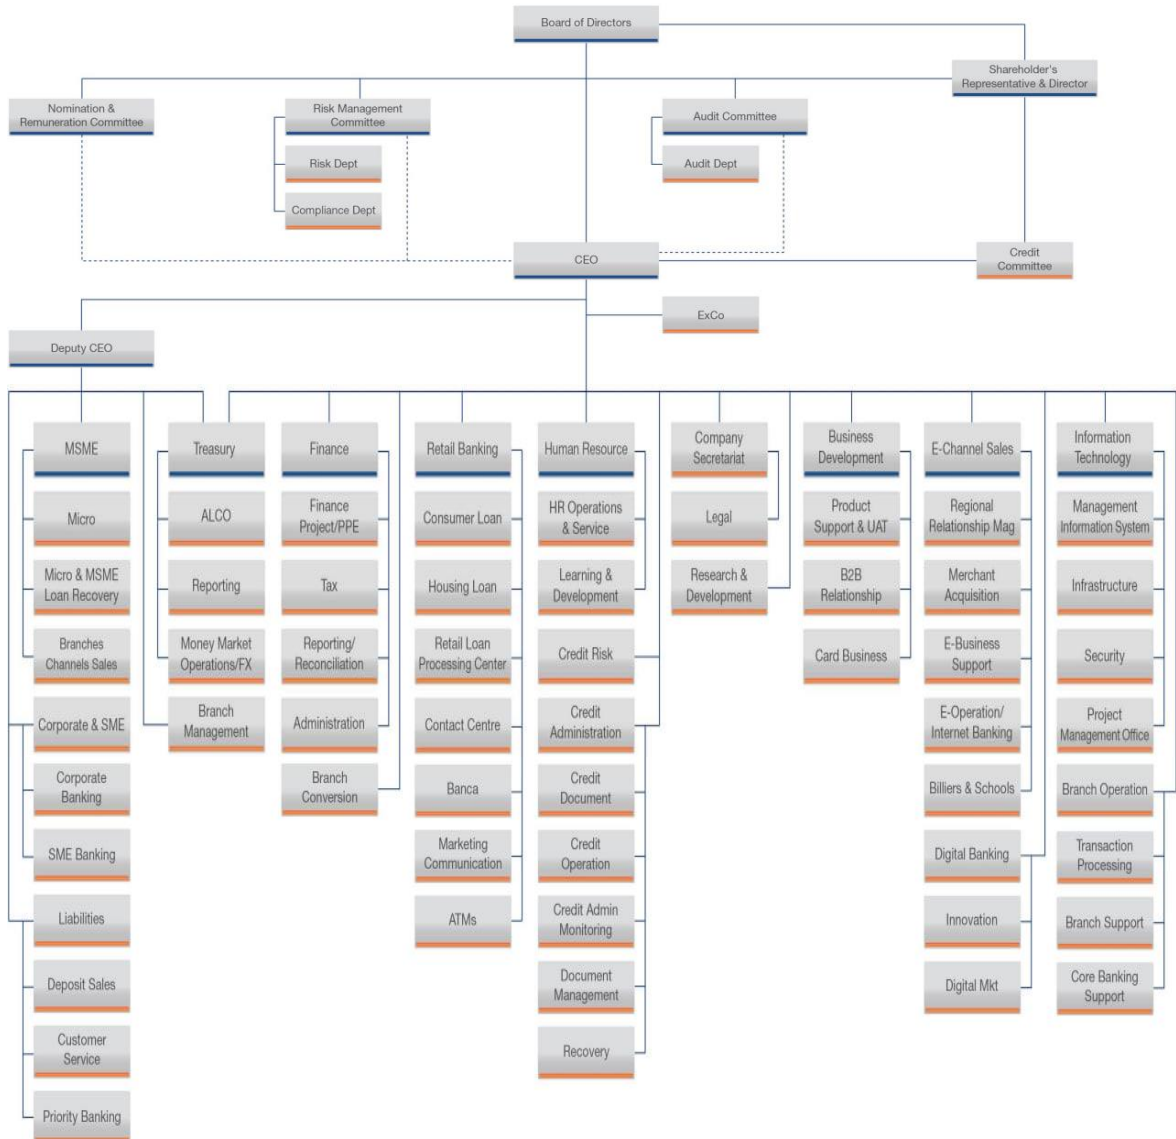 Board of Directors
Shareholder's
Representative & Director
Nomination &
Remuneration Committee
Risk Management
Committee
Audit Committee
Risk Dept
Audit Dept
Compliance Dept
CEO
Credit
Committee
ExCo
Deputy CEO
MSME
Micro
Micro & MSME
Loan Recovery
Branches
Channels Sales
Corporate & SME
Corporate
Banking
SME Banking
Liabilities
Deposit Sales
Customer
Service
Priority Banking
Treasury
ALCO
Reporting
Money Market
Operations/FX
Branch
Management
Finance
Finance
Project/PPE
Tax
Reporting/
Reconciliation
Administration
Branch
Conversion
Retail Banking
Consumer Loan
Housing Loan
Retail Loan
Processing Center
Contact Centre
Banca
Marketing
Communication
ATMs
Human Resource
HR Operations
& Service
Learning &
Development
Credit Risk
Credit
Administration
Credit
Document
Credit
Operation
Credit Admin
Monitoring
Document
Management
Recovery
Company
Secretariat
Legal
Research &
Development
Business
Development
Product
Support & UAT
B2B
Relationship
Card Business
E-Channel Sales
Regional
Relationship Mag
Merchant
Acquisition
E-Business
Support
E-Operation/
Internet Banking
Billiers & Schools
Digital Banking
Innovation
Digital Mkt
Information
Technology
Management
Information System
Infrastructure
Security
Project
Management Office
Branch Operation
Transaction
Processing
Branch Support
Core Banking
Support